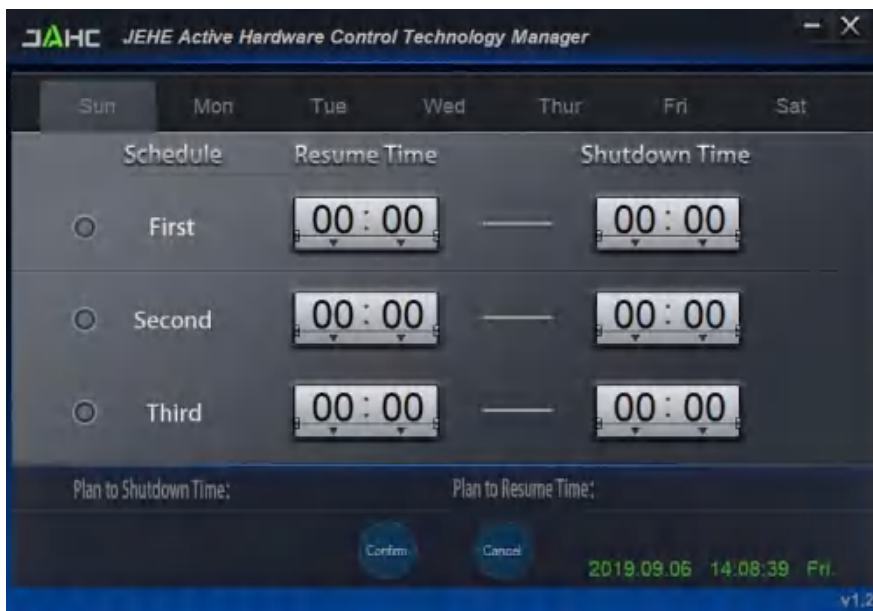 JAHC JEHE Active Hardware Control Technology Manager
Sun Mon Tue Wed Thur Fri Sat
Schedule Resume Time Shutdown Time
First 00 : 00 00 : 00
Second 00 : 00 00 : 00
Third 00 : 00 00 : 00
Plan to Shutdown Time: Plan to Resume Time:
Confirm Cancel
2019.09.06 14:08:39 Fri.
v1.2